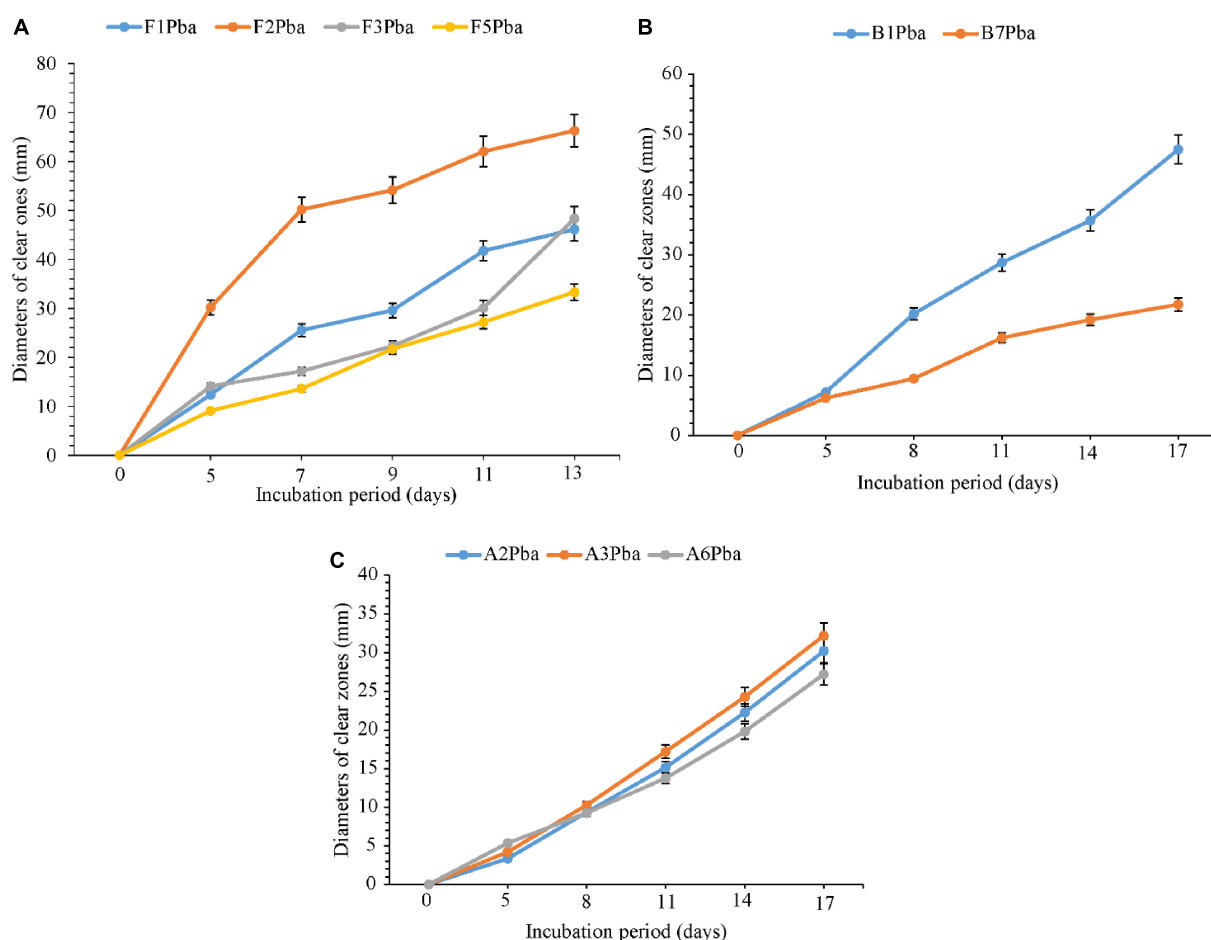 A
F1Pba F2Pba F3Pba F5Pba
Diameters of clear ones (mm)
80
70
60
50
40
30
20
10
0
0 5 7 9 11 13
Incubation period (days)
B
B1Pba B7Pba
Diameters of clear zones (mm)
60
50
40
30
20
10
0
0 5 8 11 14 17
Incubation period (days)
C
A2Pba A3Pba A6Pba
Diameters of clear zones (mm)
40
35
30
25
20
15
10
5
0
0 5 8 11 14 17
Incubation period (days)